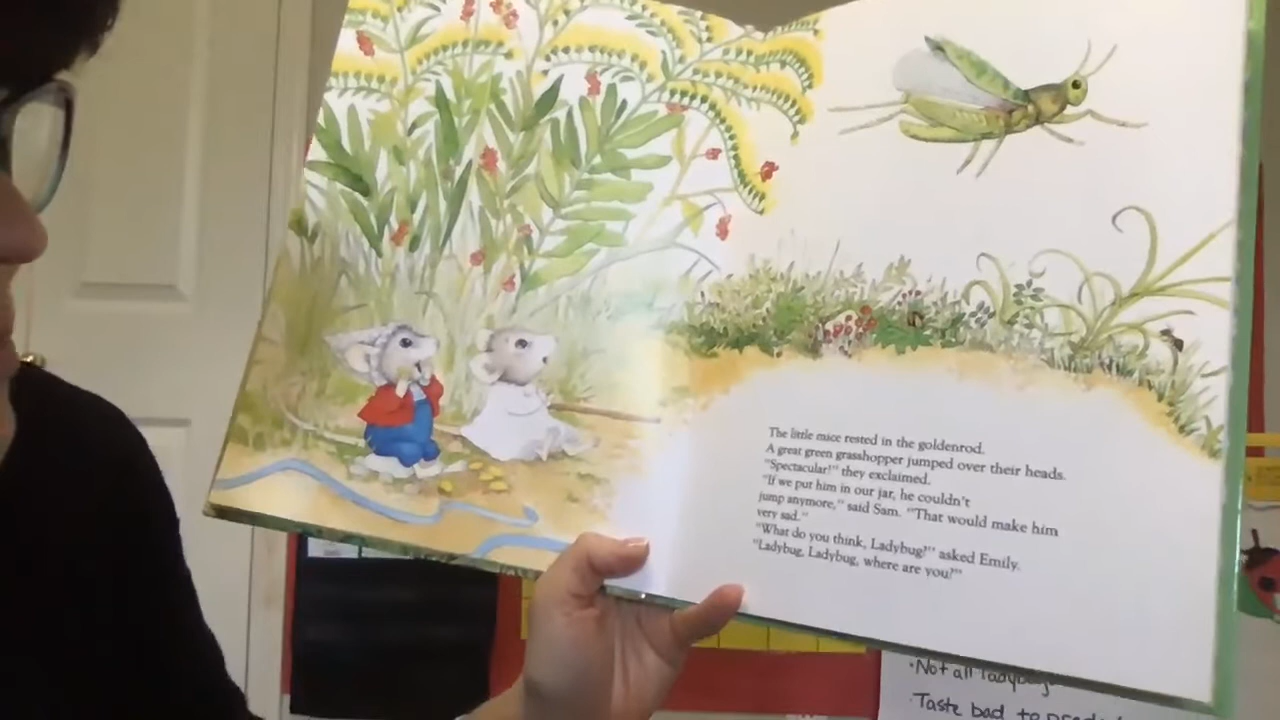 The little mice rested in the goldenrod.
A great green grasshopper jumped over their heads.
"Spectacular!" they exclaimed.
"If we put him in our jar, he couldn't
jump anymore," said Sam. "That would make him
very sad."
"What do you think, Ladybug?" asked Emily.
"Ladybug, Ladybug, where are you?"
·Not all
·Taste bad to